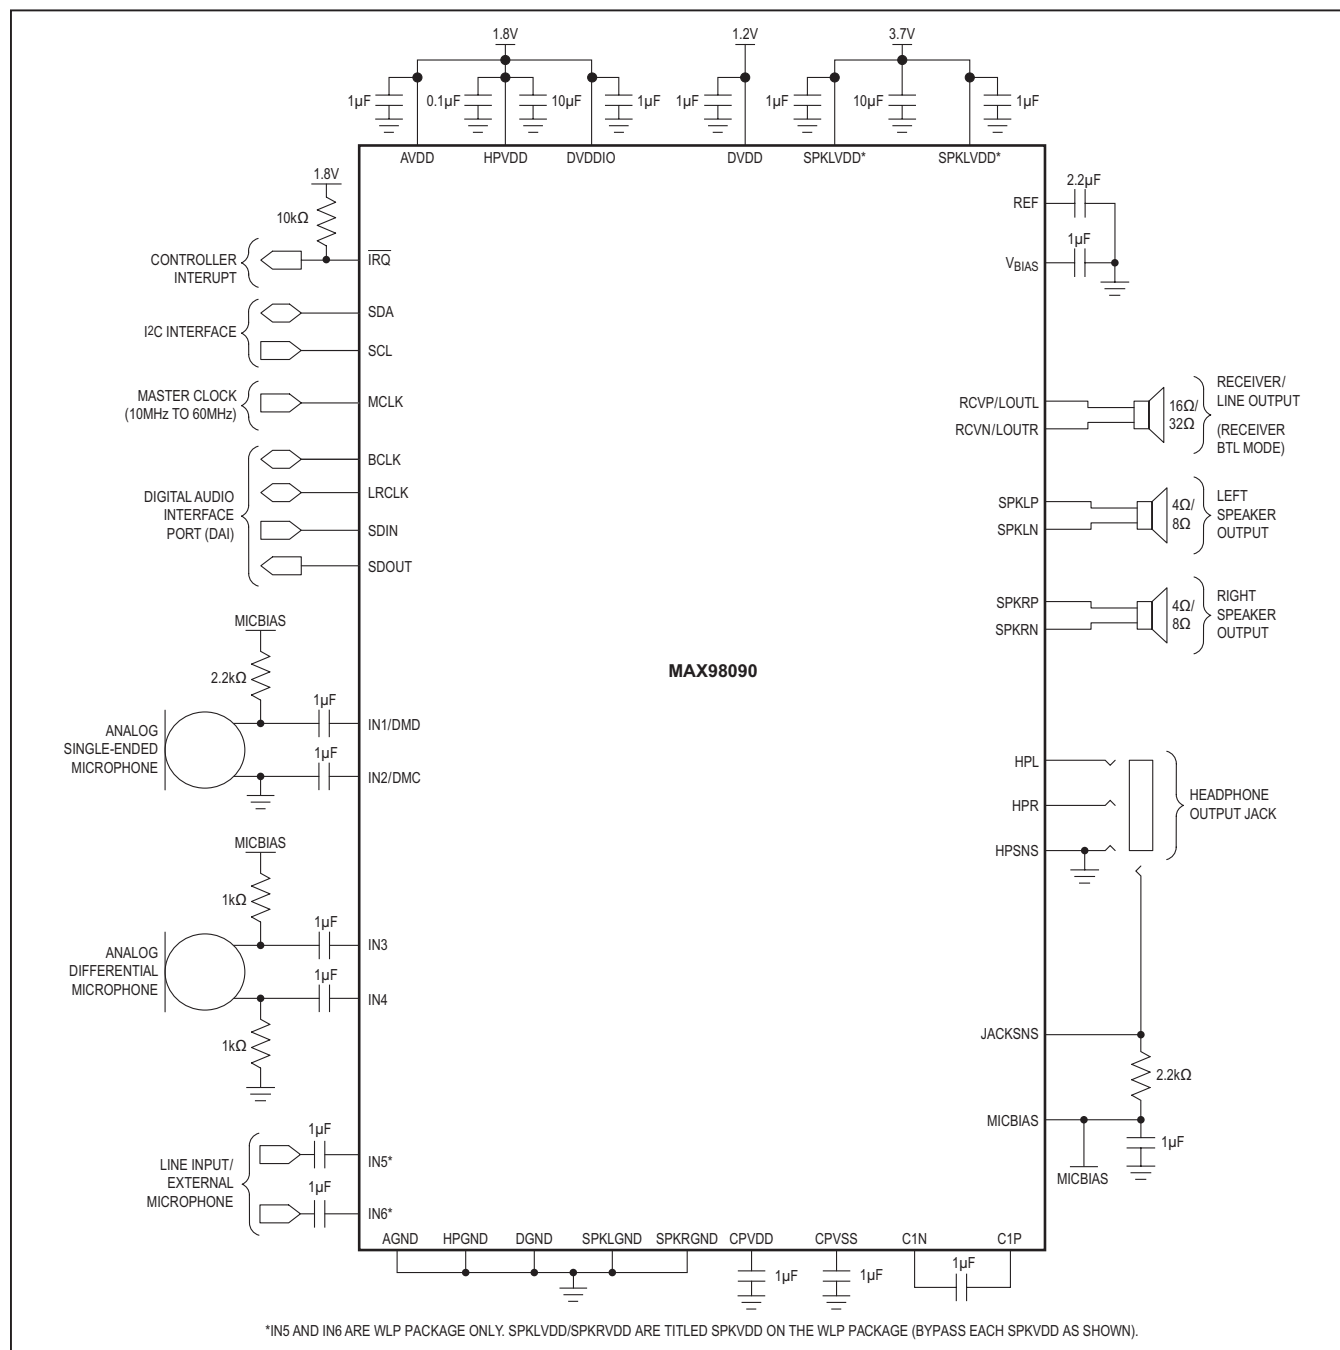 1.8V
1.2V
3.7V
1µF
0.1µF
10µF
1µF
1µF
1µF
10µF
1µF
AVDD
HPVDD
DVDDIO
DVDD
SPKLVDD*
SPKLVDD*
1.8V
10kΩ
CONTROLLER
INTERUPT
IRQ
I2C INTERFACE
SDA
SCL
MASTER CLOCK
(10MHz TO 60MHz)
MCLK
DIGITAL AUDIO
INTERFACE
PORT (DAI)
BCLK
LRCLK
SDIN
SDOUT
MICBIAS
2.2kΩ
ANALOG
SINGLE-ENDED
MICROPHONE
1µF
IN1/DMD
1µF
IN2/DMC
MICBIAS
1kΩ
ANALOG
DIFFERENTIAL
MICROPHONE
1µF
IN3
1µF
IN4
1kΩ
LINE INPUT/
EXTERNAL
MICROPHONE
1µF
IN5*
1µF
IN6*
MAX98090
REF
2.2µF
VBIAS
1µF
RCVP/LOUTL
RCVN/LOUTR
16Ω/
32Ω
RECEIVER/
LINE OUTPUT
(RECEIVER
BTL MODE)
SPKLP
SPKLN
4Ω/
8Ω
LEFT
SPEAKER
OUTPUT
SPKRP
SPKRN
4Ω/
8Ω
RIGHT
SPEAKER
OUTPUT
HPL
HPR
HPSNS
HEADPHONE
OUTPUT JACK
JACKSNS
2.2kΩ
MICBIAS
1µF
MICBIAS
AGND
HPGND
DGND
SPKLGND
SPKRGND
CPVDD
CPVSS
C1N
C1P
1µF
1µF
1µF
*IN5 AND IN6 ARE WLP PACKAGE ONLY. SPKLVDD/SPKRVDD ARE TITLED SPKVDD ON THE WLP PACKAGE (BYPASS EACH SPKVDD AS SHOWN).